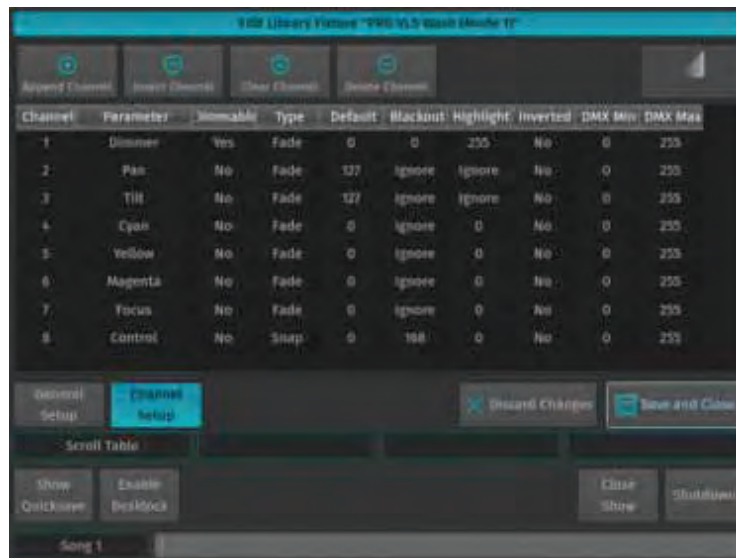 Edit Library Fixture "PRG VL5 Wash (Mode 1)"
Append Channel Insert Channel Clear Channel Delete Channel
Channel Parameter Dimmable Type Default Blackout Highlight Inverted DMX Min DMX Max
1 Dimmer Yes Fade 0 0 255 No 0 255
2 Pan No Fade 127 Ignore Ignore No 0 255
3 Tilt No Fade 127 Ignore Ignore No 0 255
4 Cyan No Fade 0 Ignore 0 No 0 255
5 Yellow No Fade 0 Ignore 0 No 0 255
6 Magenta No Fade 0 Ignore 0 No 0 255
7 Focus No Fade 0 Ignore 0 No 0 255
8 Control No Snap 0 168 0 No 0 255
General Setup
Channel Setup
Discard Changes
Save and Close
Scroll Table
Show Quicksave
Enable Desklock
Close Show
Shutdown
Song 1